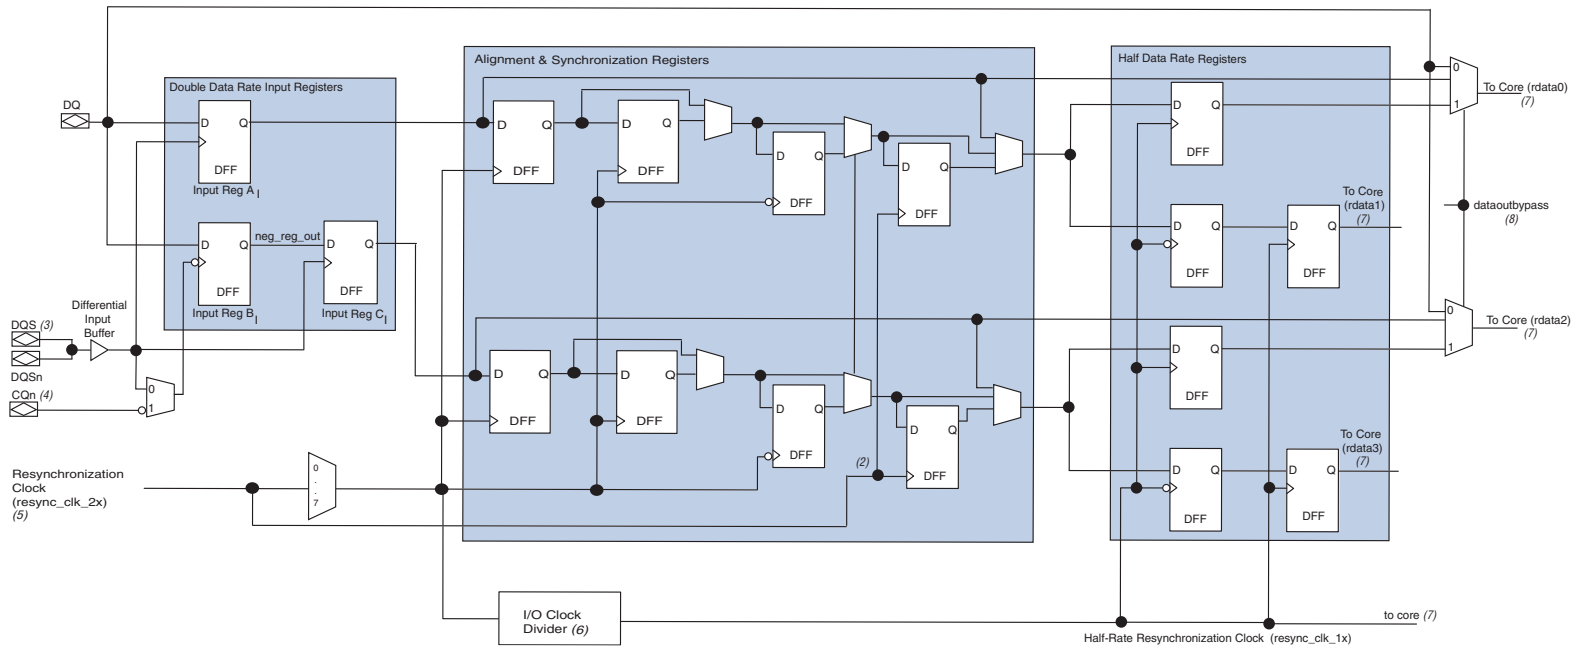 Alignment & Synchronization Registers
Half Data Rate Registers
Double Data Rate Input Registers
DQ
D Q
DFF
Input Reg A I
D Q
DFF
Input Reg B I
neg_reg_out
D Q
DFF
Input Reg C I
Differential
Input
Buffer
DQS (3)
DQSn
CQn (4)
0
1
Resynchronization
Clock
(resync_clk_2x)
(5)
0
.
.
7
D Q
DFF
D Q
DFF
D Q
DFF
D Q
DFF
D Q
DFF
D Q
DFF
D Q
DFF
D Q
DFF
(2)
D Q
DFF
D Q
DFF
D Q
DFF
D Q
DFF
D Q
DFF
D Q
DFF
To Core
(rdata1)
(7)
To Core
(rdata3)
(7)
0
1
To Core (rdata0)
(7)
dataoutbypass
(8)
0
1
To Core (rdata2)
(7)
I/O Clock
Divider (6)
to core (7)
Half-Rate Resynchronization Clock (resync_clk_1x)